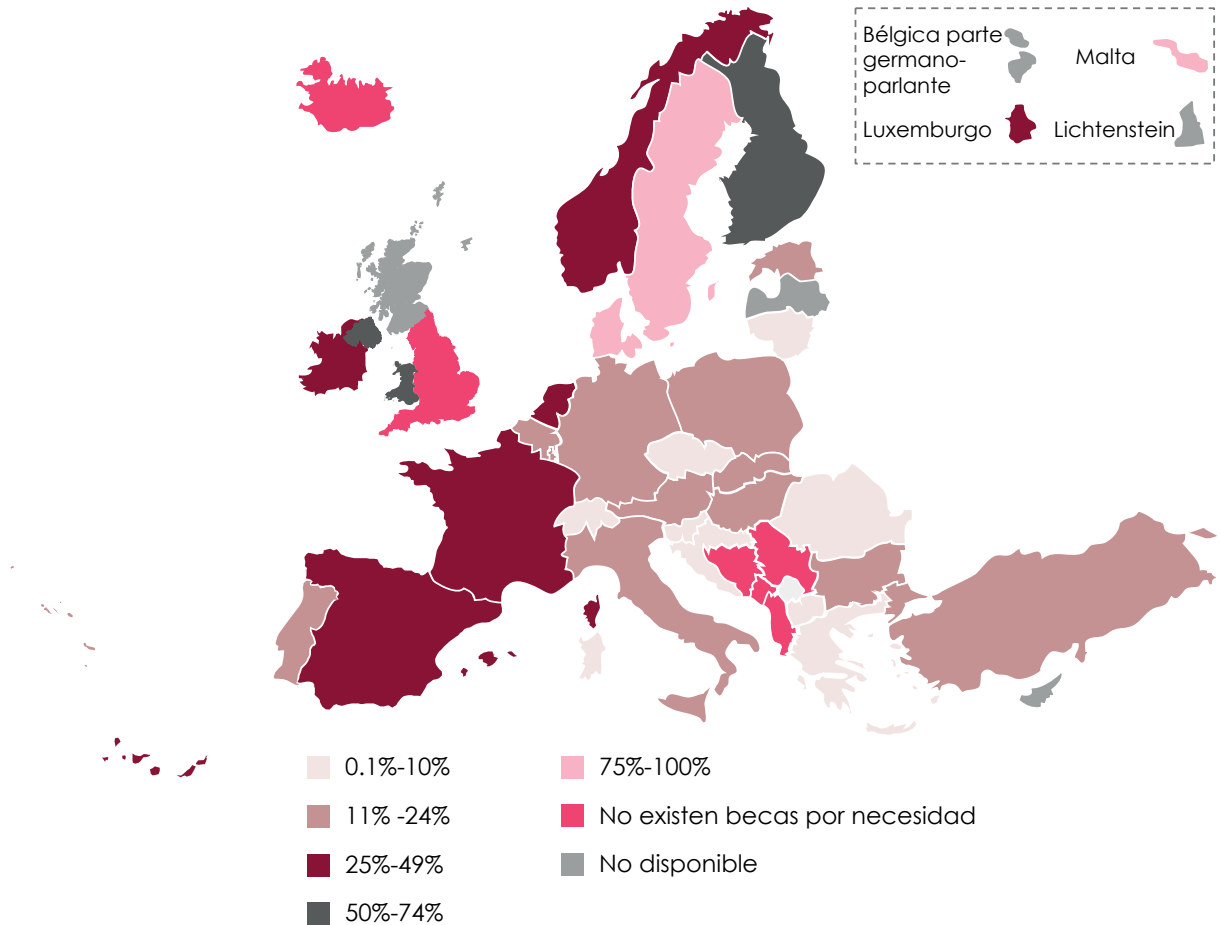 Bélgica parte
germano-
parlante
Malta
Luxemburgo
Lichtenstein
0.1%-10%
11% -24%
25%-49%
50%-74%
75%-100%
No existen becas por necesidad
No disponible